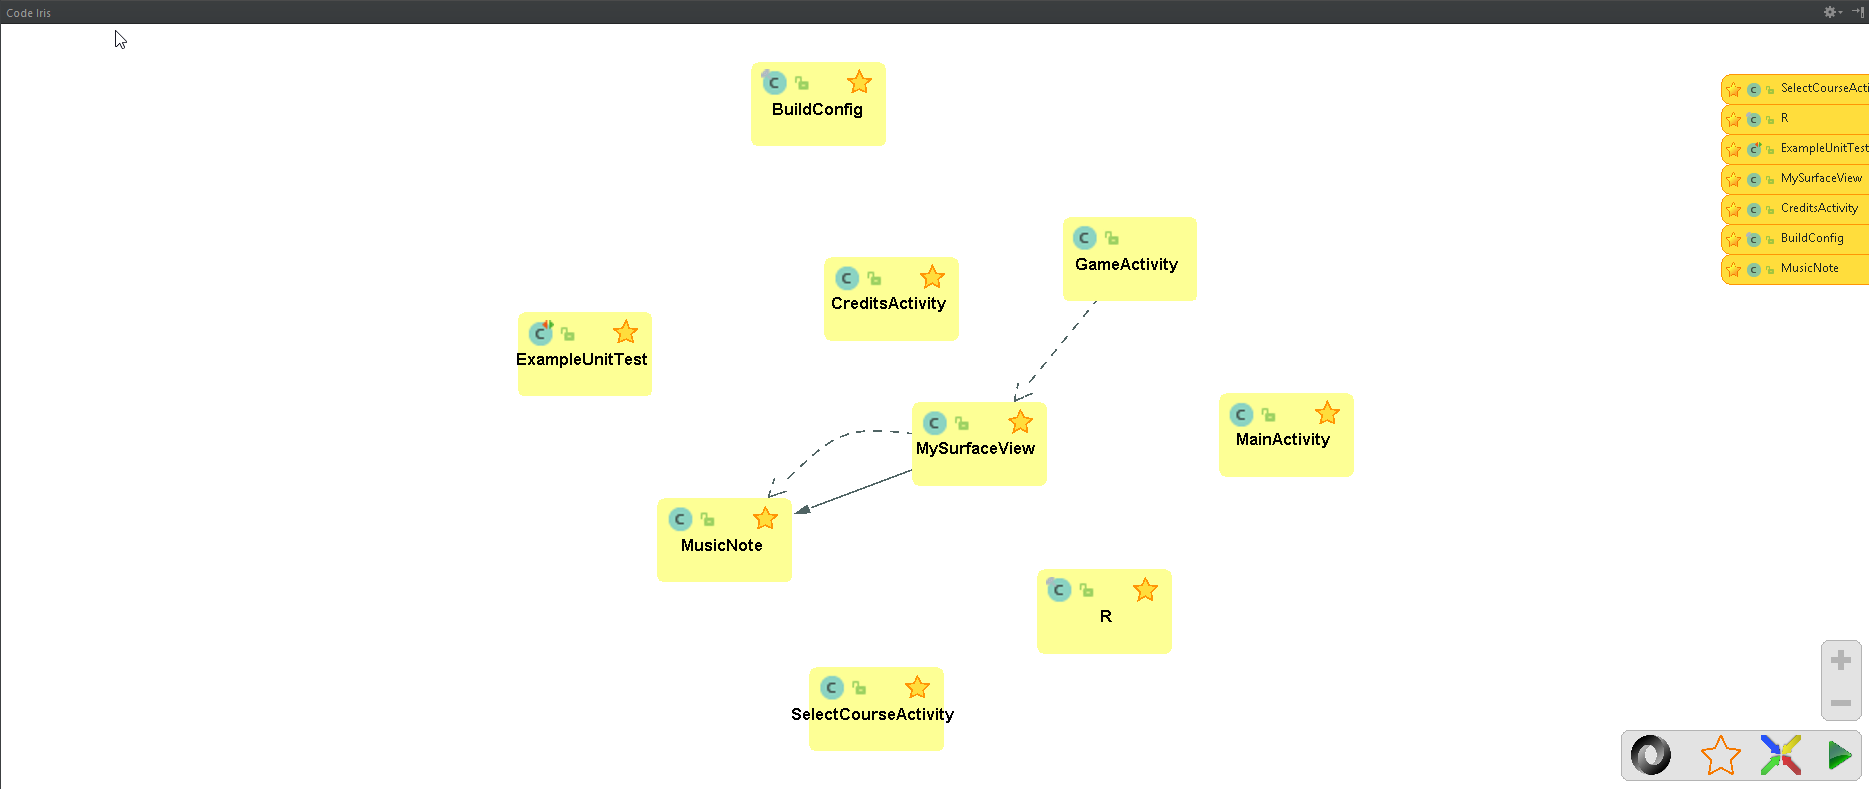 Code Iris
BuildConfig
GameActivity
CreditsActivity
ExampleUnitTest
MySurfaceView
MainActivity
MusicNote
R
SelectCourseActivity
SelectCourseActi
R
ExampleUnitTest
MySurfaceView
CreditsActivity
BuildConfig
MusicNote